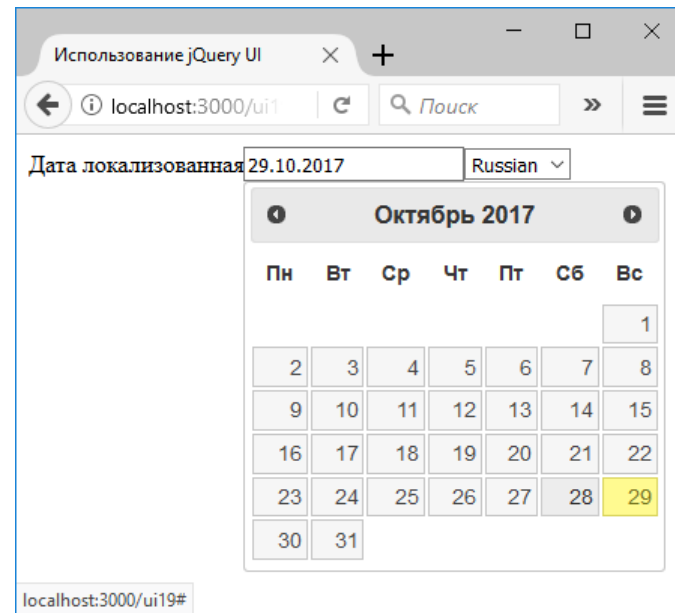 Использование jQuery UI
localhost:3000/ui1 Поиск
Дата локализованная 29.10.2017 Russian
Октябрь 2017
Пн Вт Ср Чт Пт Сб Вс
1
2 3 4 5 6 7 8
9 10 11 12 13 14 15
16 17 18 19 20 21 22
23 24 25 26 27 28 29
30 31
localhost:3000/ui19#